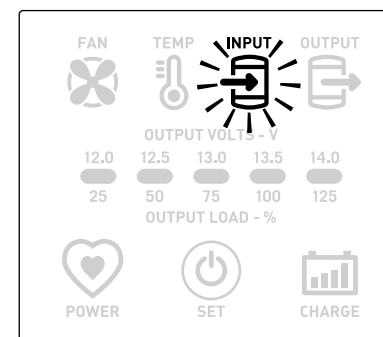 FAN TEMP INPUT OUTPUT
OUTPUT VOLTS - V
12.0 12.5 13.0 13.5 14.0
25 50 75 100 125
OUTPUT LOAD - %
POWER SET CHARGE